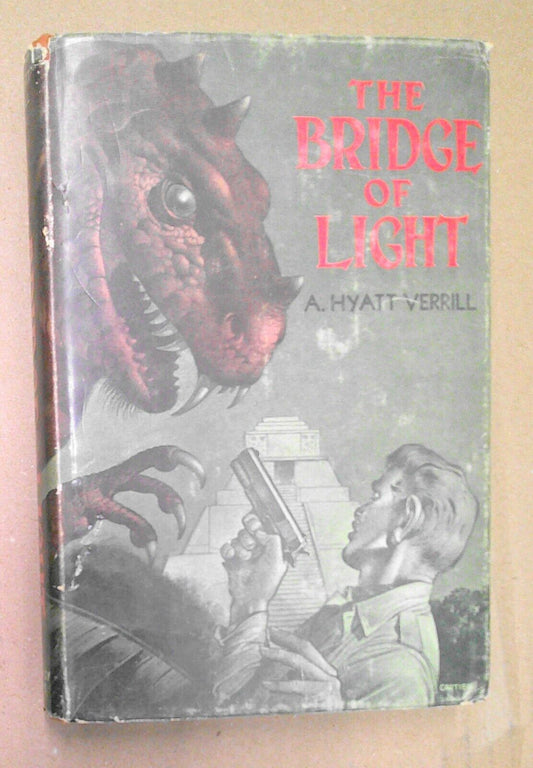 THE
BRIDGE
OF
LIGHT
A. HYATT VERRILL